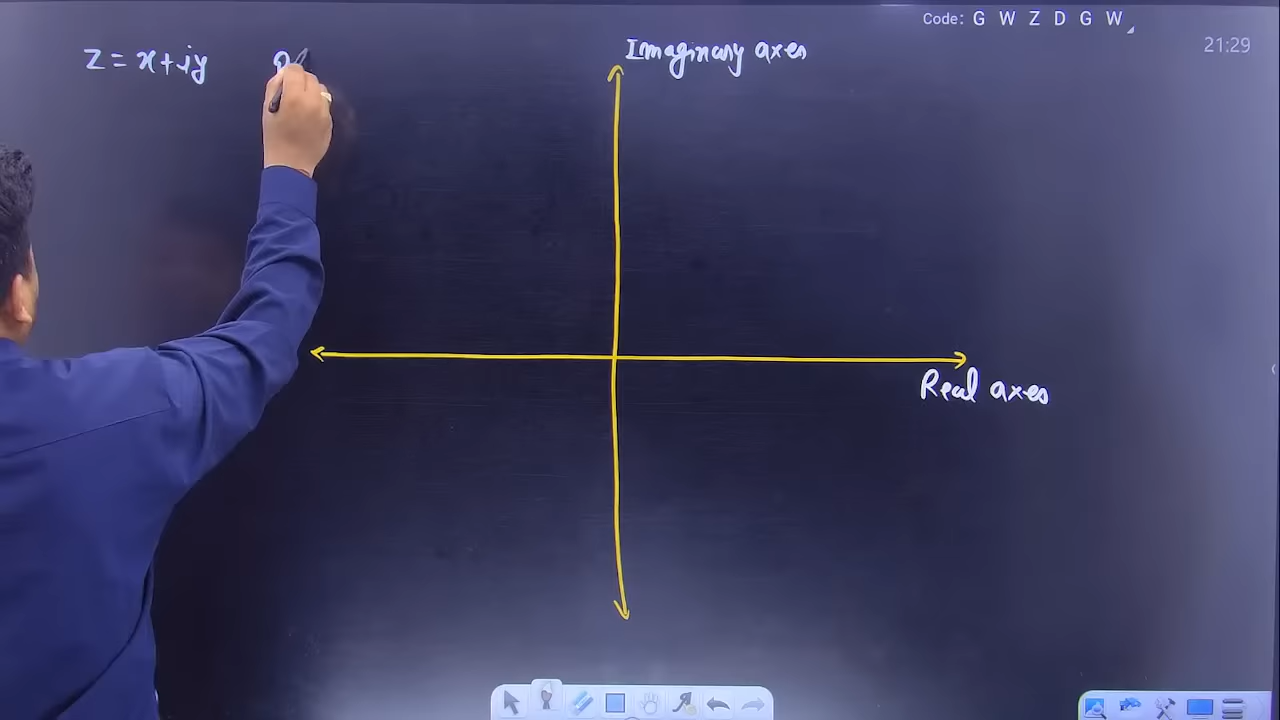 Code: G W Z D G W
21:29
Z = x+iy
Imaginary axes
Real axes